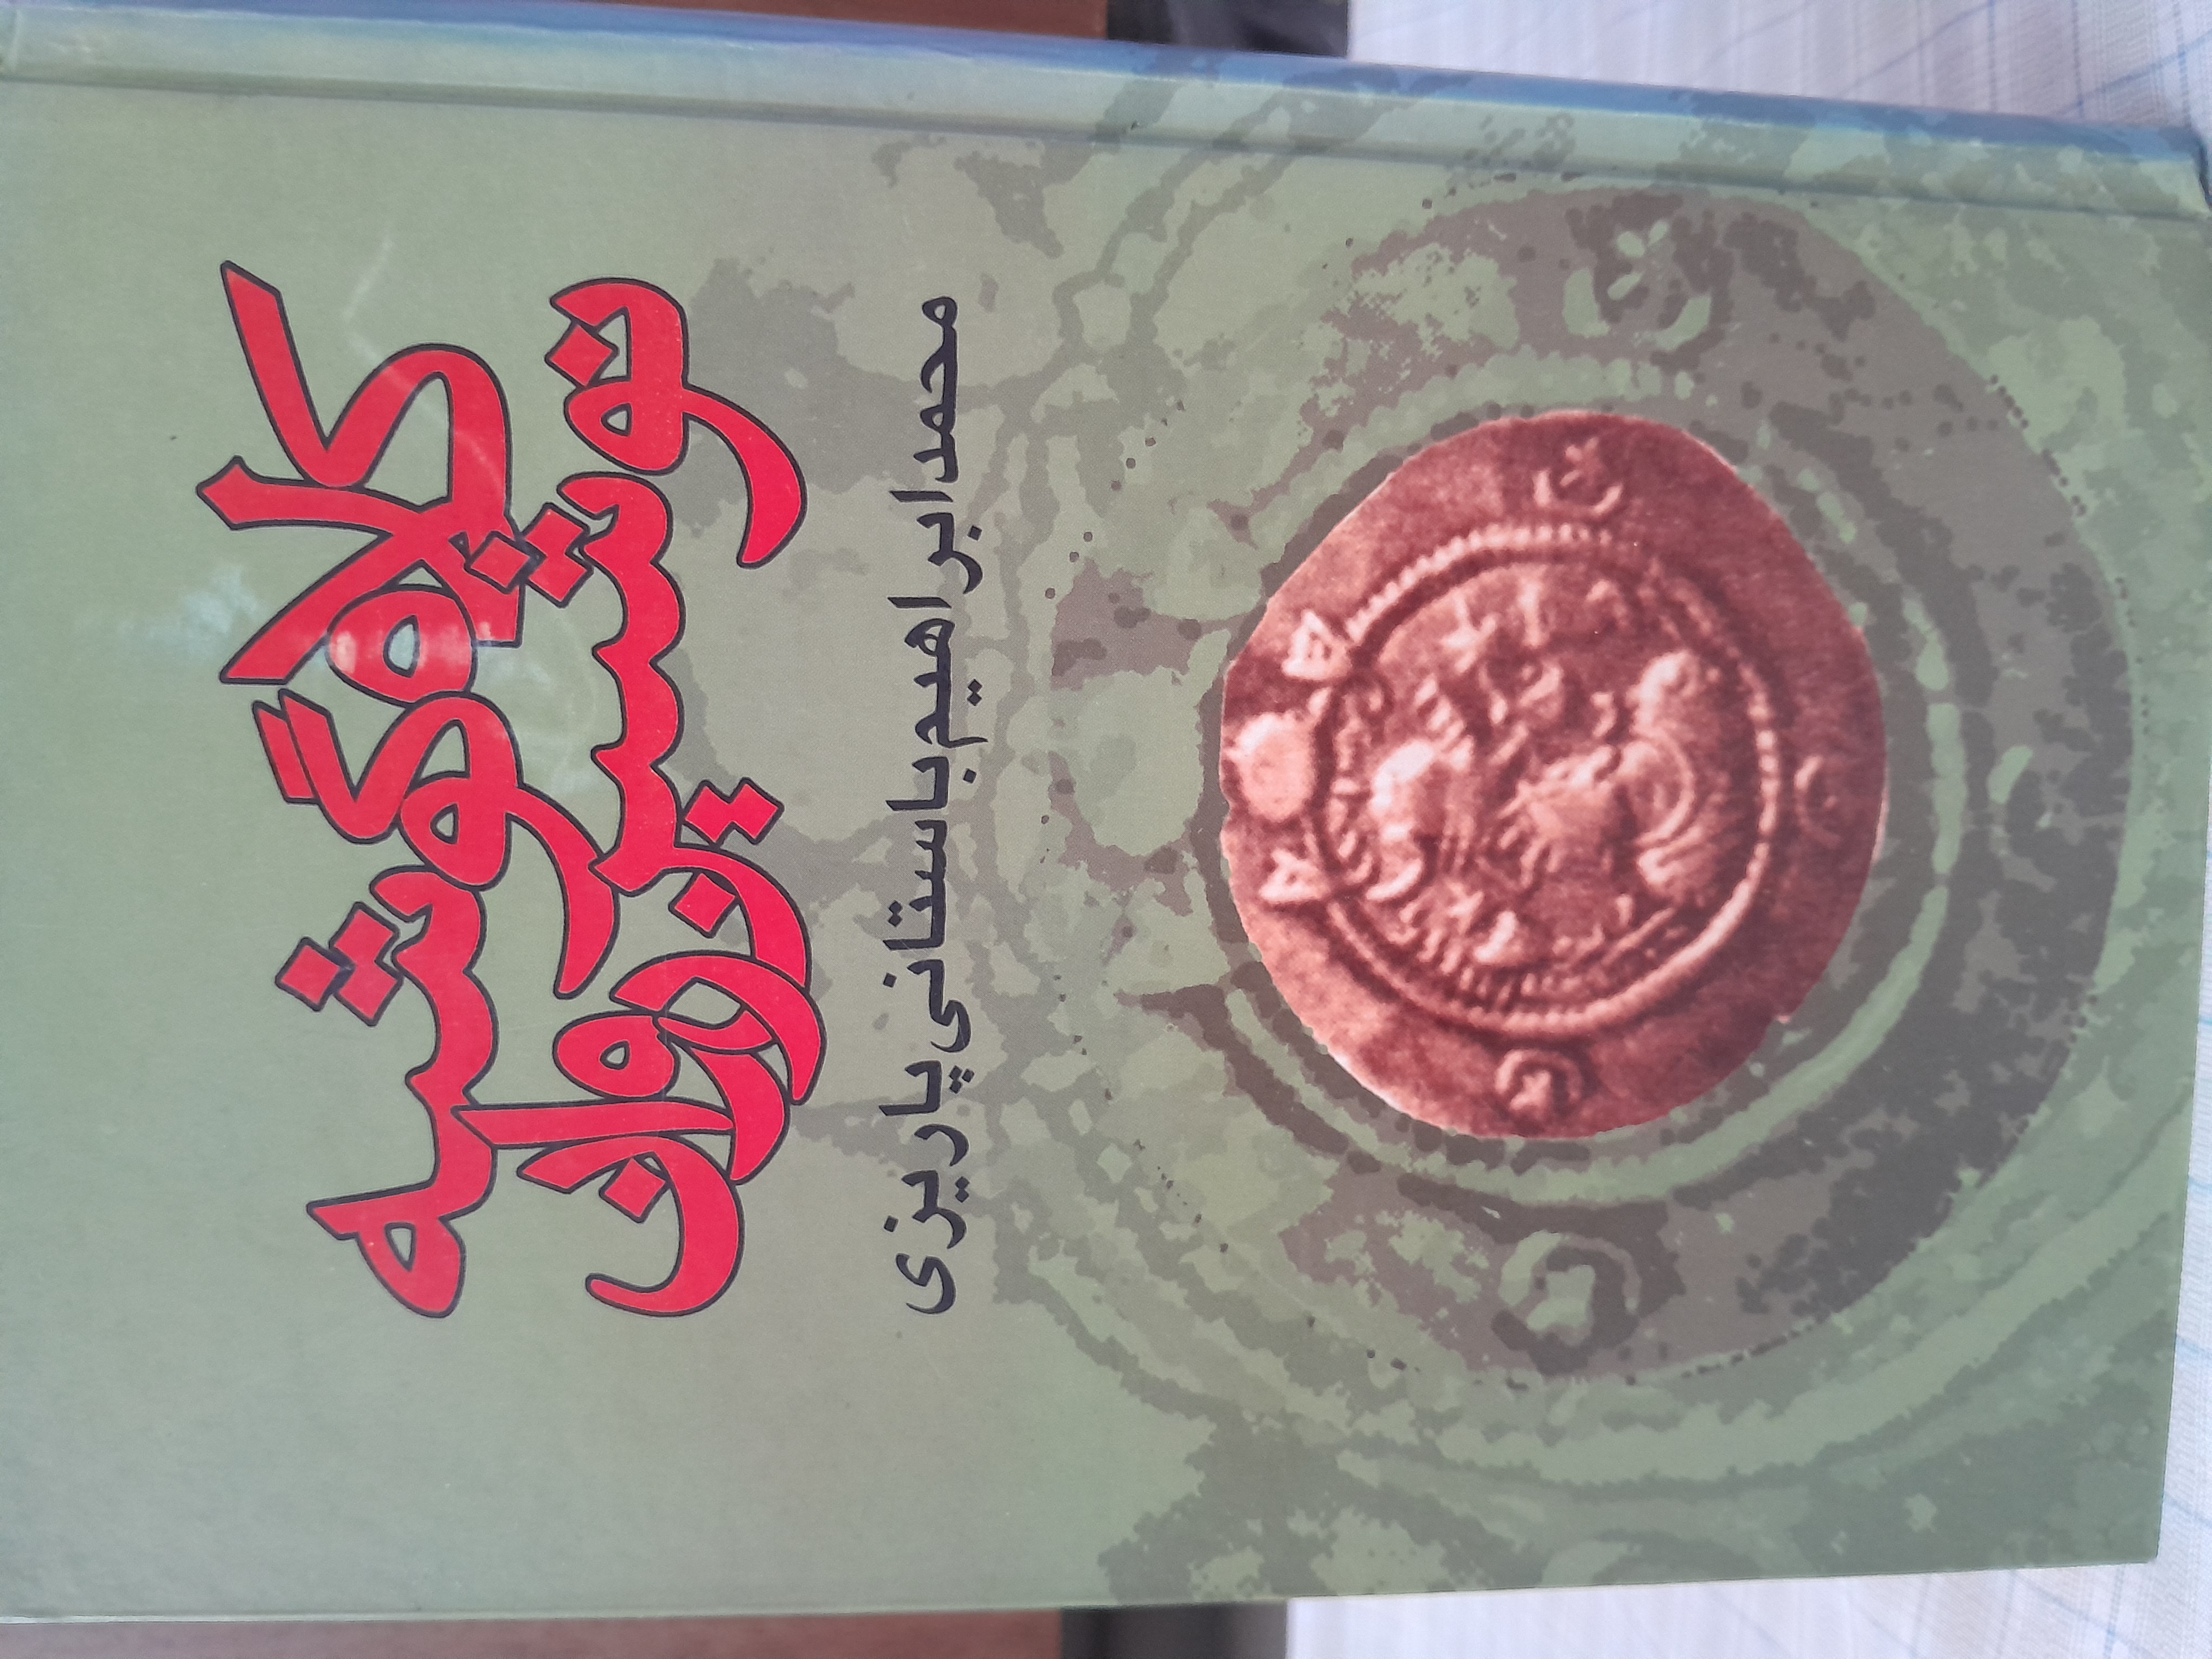 کلاه گوشه
نوشین روان
محمدابراهیم باستانی پاریزی